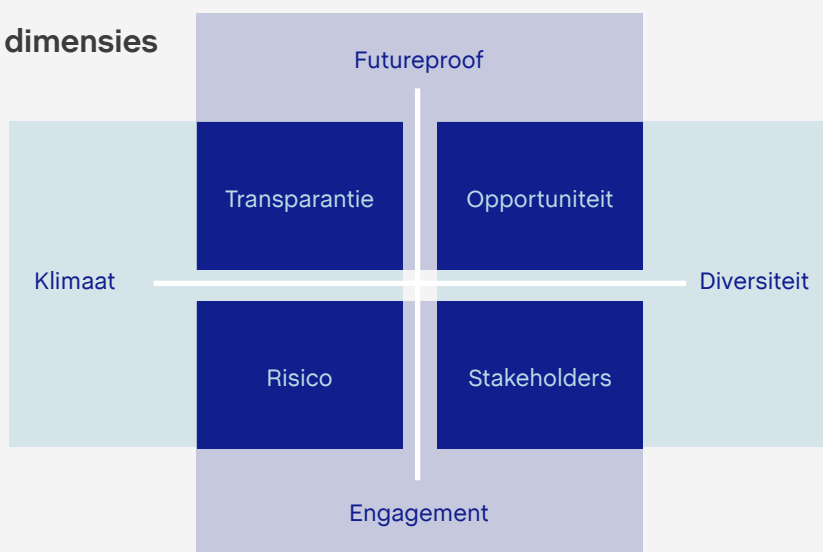 dimensies
Futureproof
Transparantie
Opportuniteit
Klimaat
Diversiteit
Risico
Stakeholders
Engagement